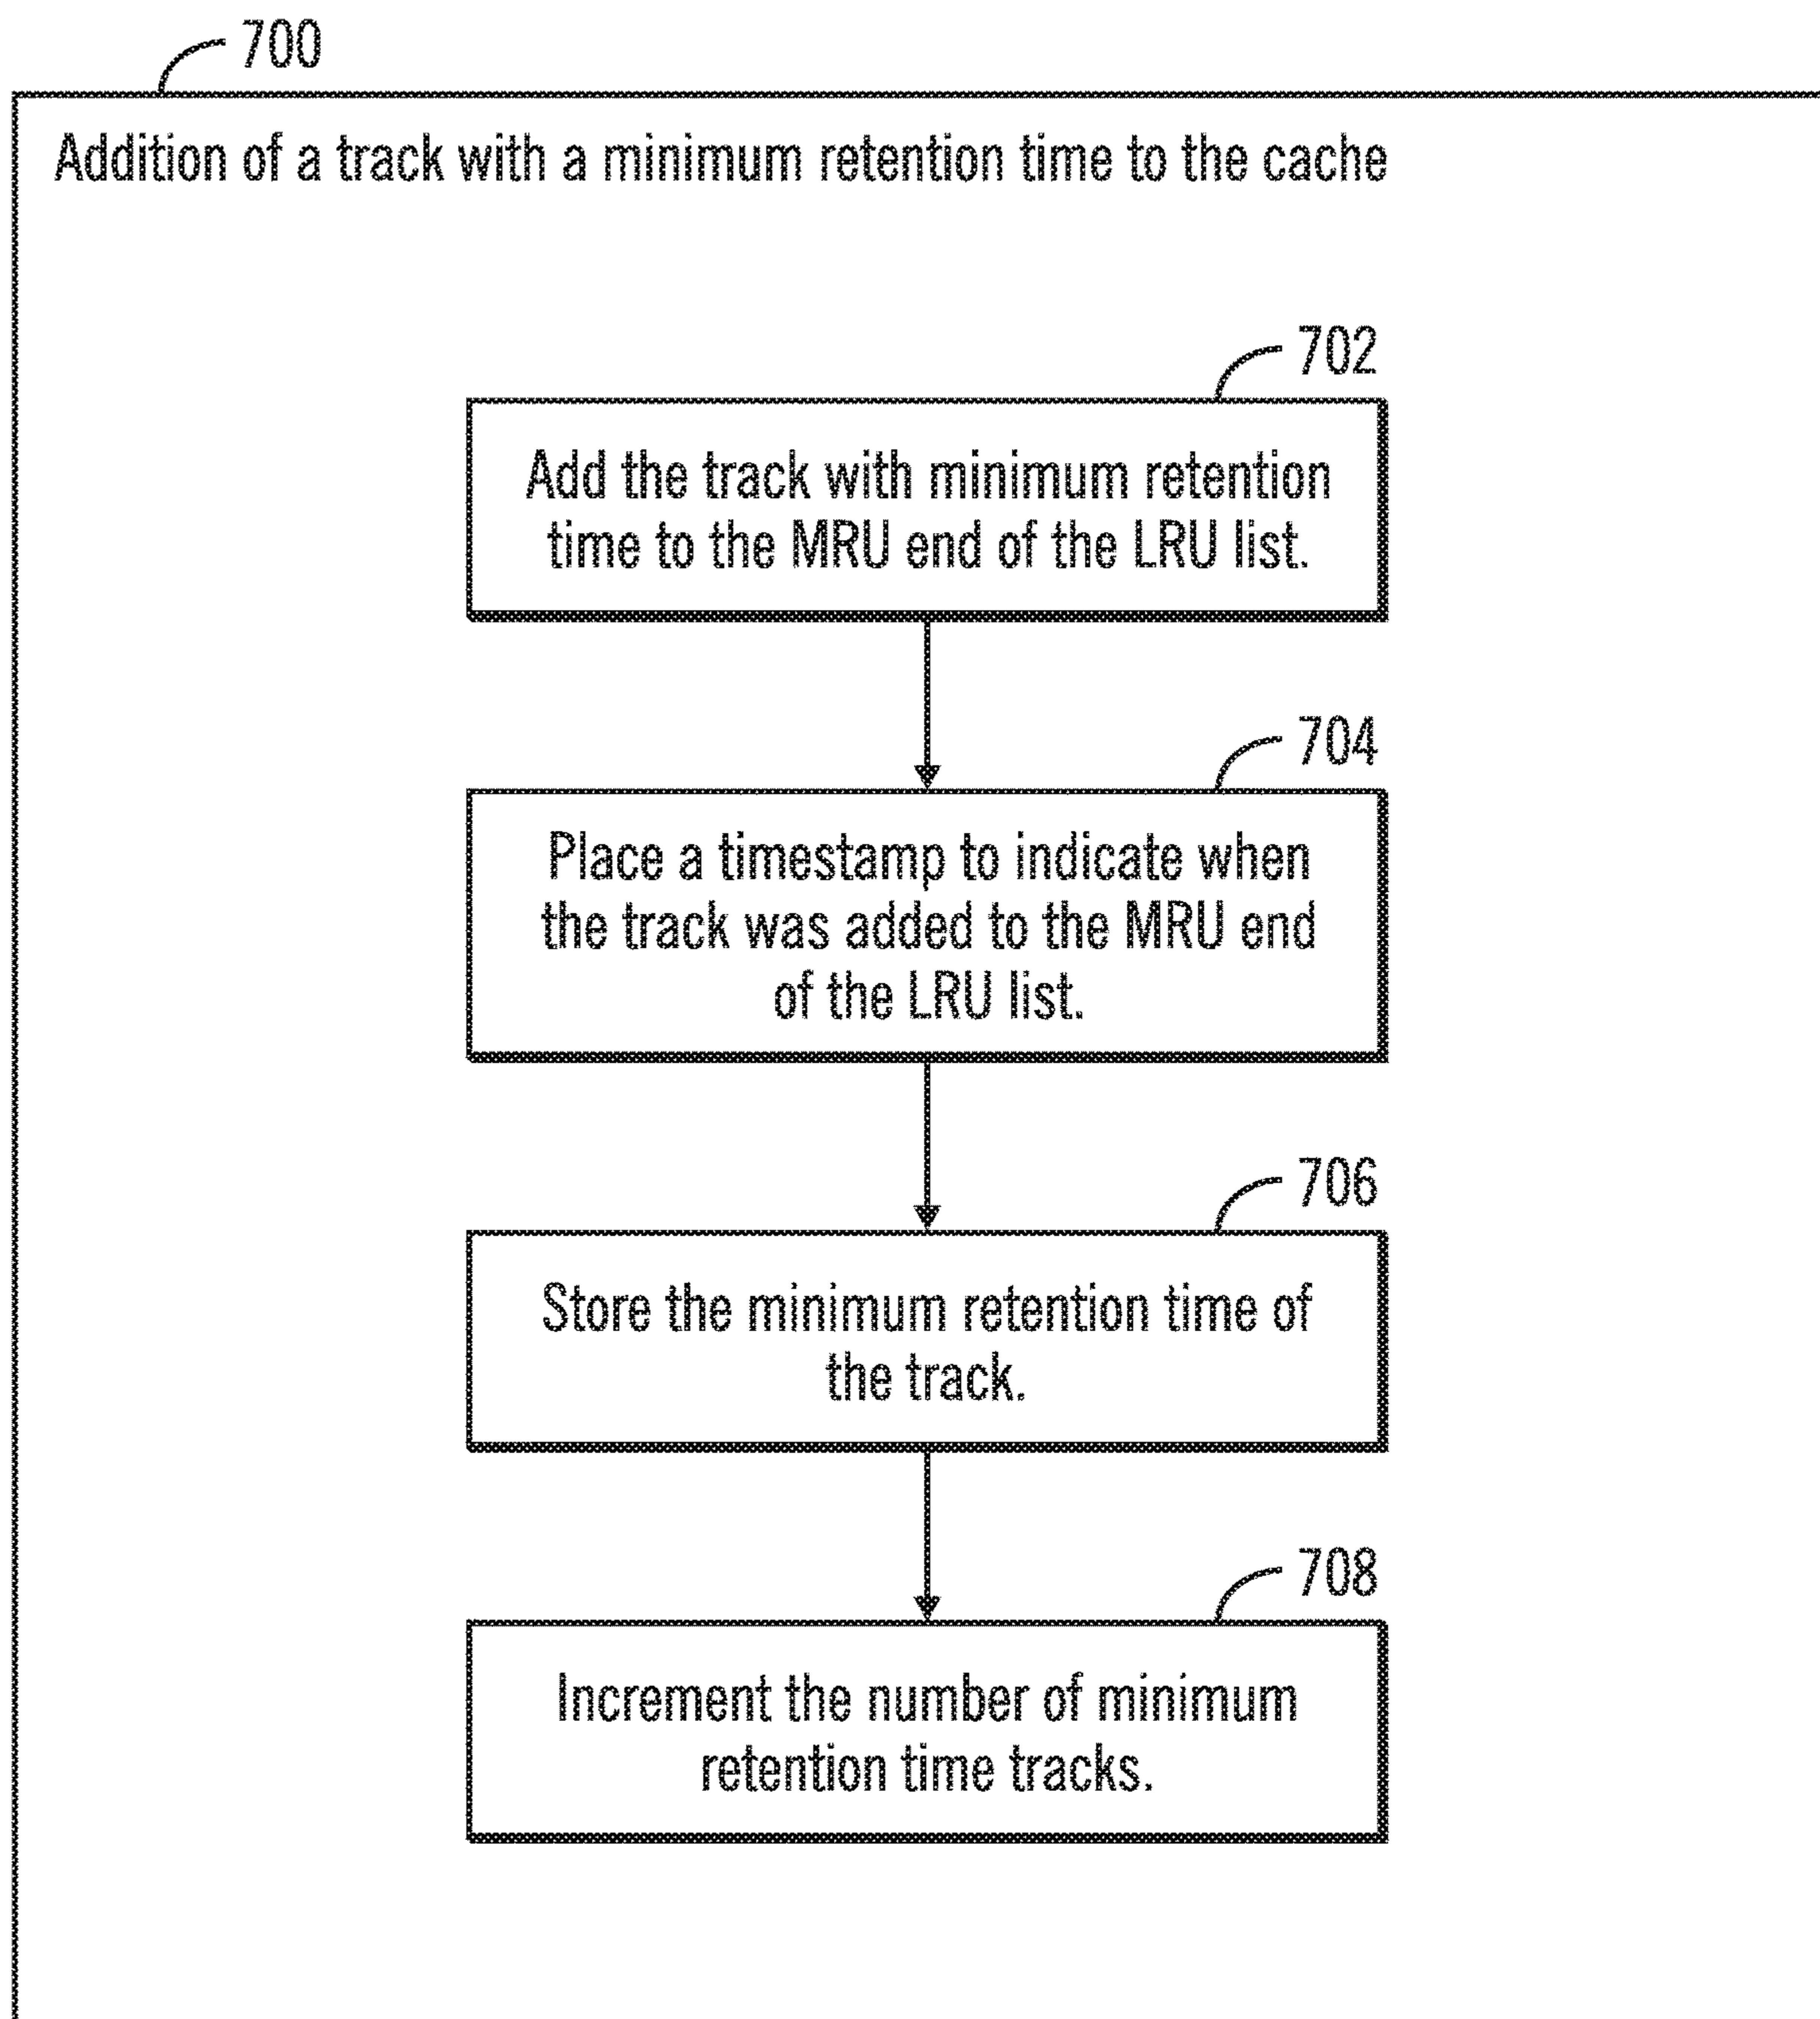 700
Addition of a track with a minimum retention time to the cache
702
Add the track with minimum retention
time to the MRU end of the LRU list.
704
Place a timestamp to indicate when
the track was added to the MRU end
of the LRU list.
706
Store the minimum retention time of
the track.
708
Increment the number of minimum
retention time tracks.